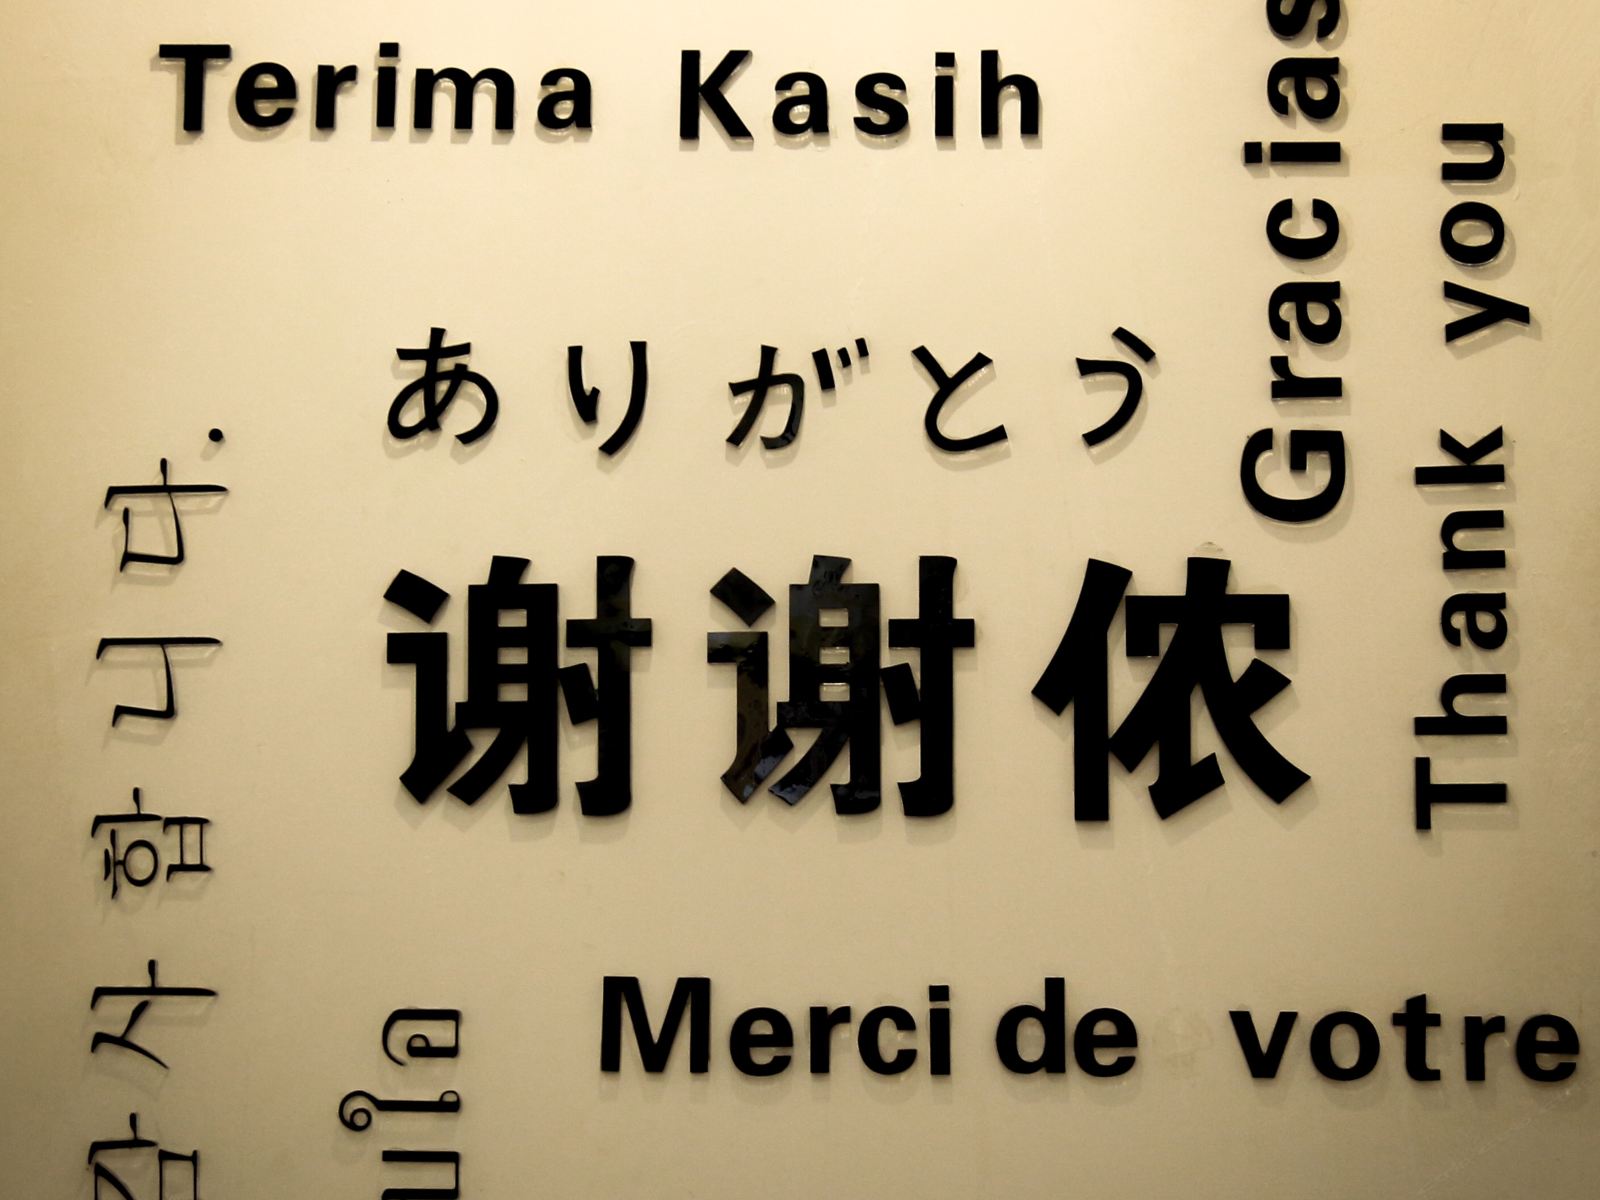 Terima Kasih
Gracias
Thank you
ありがとう
谢谢侬
감사합니다.
Merci de votre